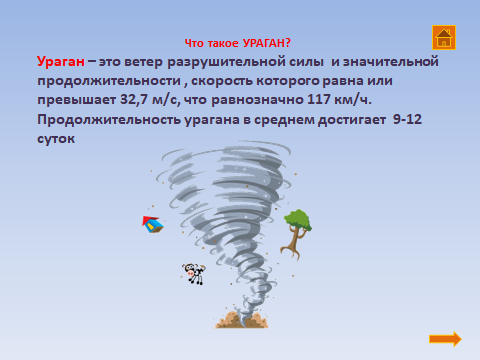 Что такое УРАГАН?
Ураган – это ветер разрушительной силы  и значительной
продолжительности , скорость которого равна или
превышает 32,7 м/с, что равнозначно 117 км/ч.
Продолжительность урагана в среднем достигает  9-12
суток